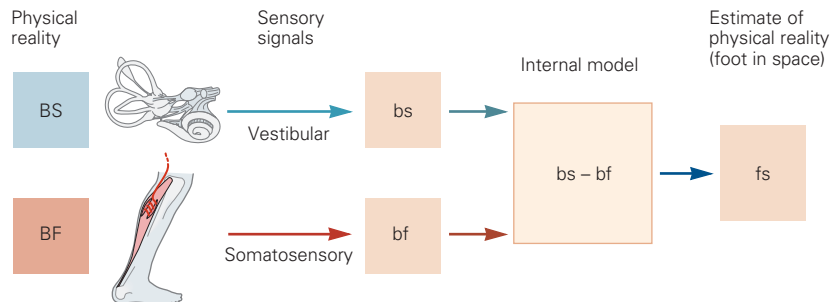 Physical
reality
Sensory
signals
Estimate of
physical reality
(foot in space)
Internal model
BS
Vestibular
bs
bs – bf
fs
BF
Somatosensory
bf